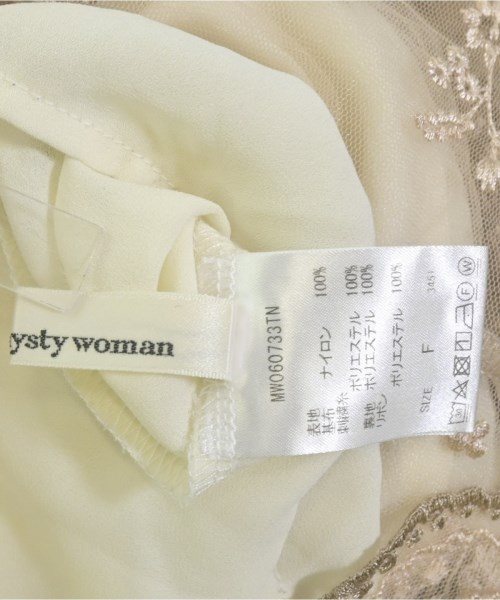 ysty woman
MW060733TN
表地
基布 ナイロン 100%
刺繍糸 ポリエステル 100%
裏地 ポリエステル 100%
リボン ポリエステル 100%
SIZE F
3451